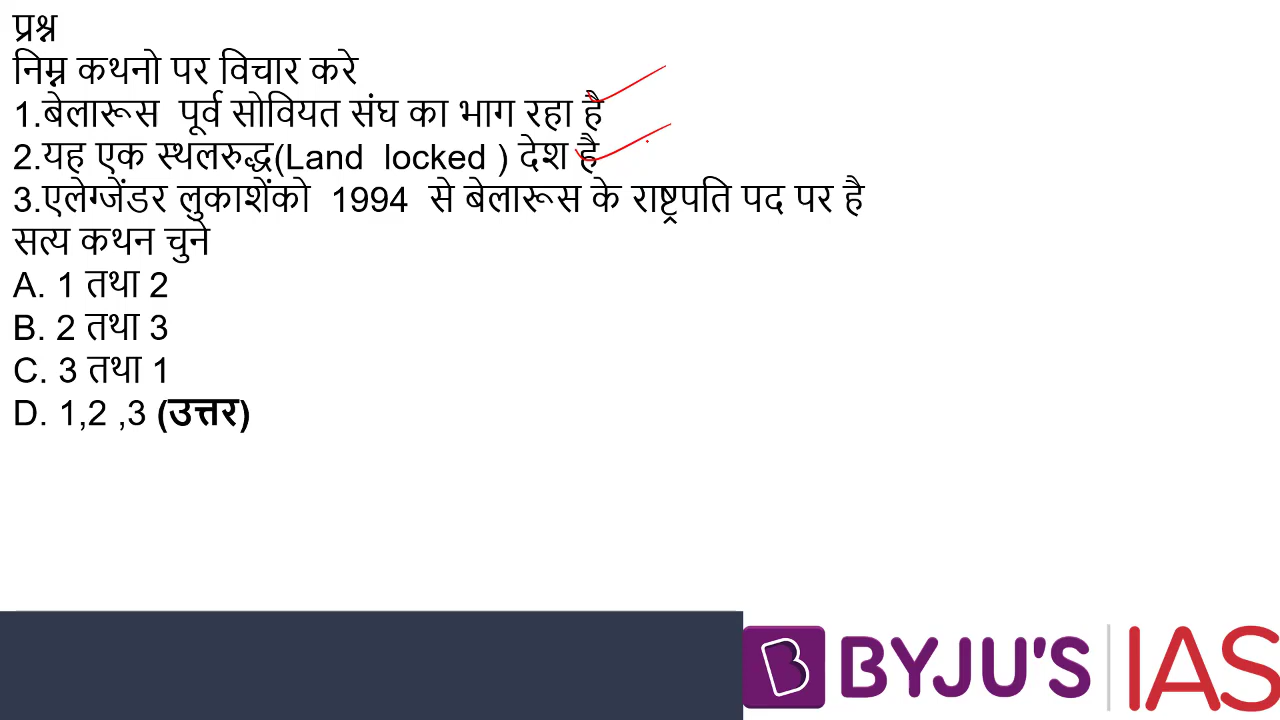 प्रश्न
निम्न कथनो पर विचार करे
1.बेलारूस पूर्व सोवियत संघ का भाग रहा है
2.यह एक स्थलरुद्ध(Land locked ) देश है
3.एलेग्जेंडर लुकाशेंको 1994 से बेलारूस के राष्ट्रपति पद पर है
सत्य कथन चुने
A. 1 तथा 2
B. 2 तथा 3
C. 3 तथा 1
D. 1,2 ,3 (उत्तर)
B BYJU'S IAS